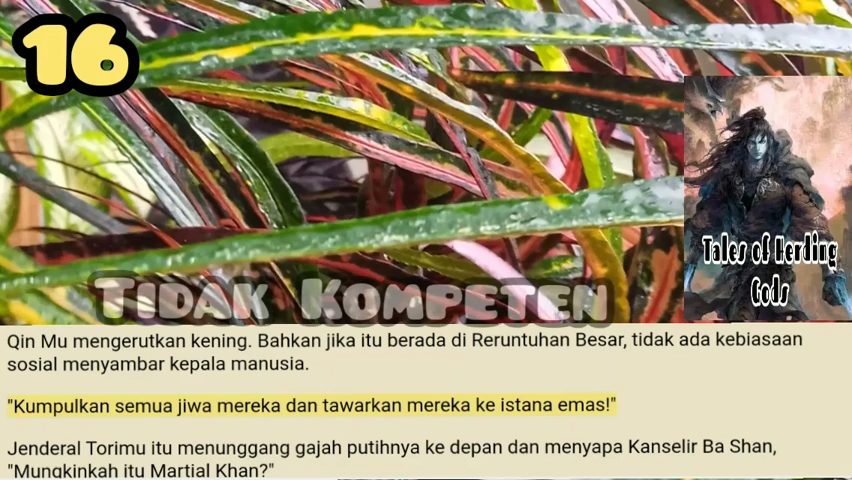 16
Tales of Herding
Gods
Tidak Kompeten
Qin Mu mengerutkan kening. Bahkan jika itu berada di Reruntuhan Besar, tidak ada kebiasaan
sosial menyambar kepala manusia.
"Kumpulkan semua jiwa mereka dan tawarkan mereka ke istana emas!"
Jenderal Torimu itu menunggang gajah putihnya ke depan dan menyapa Kanselir Ba Shan,
"Mungkinkah itu Martial Khan?"